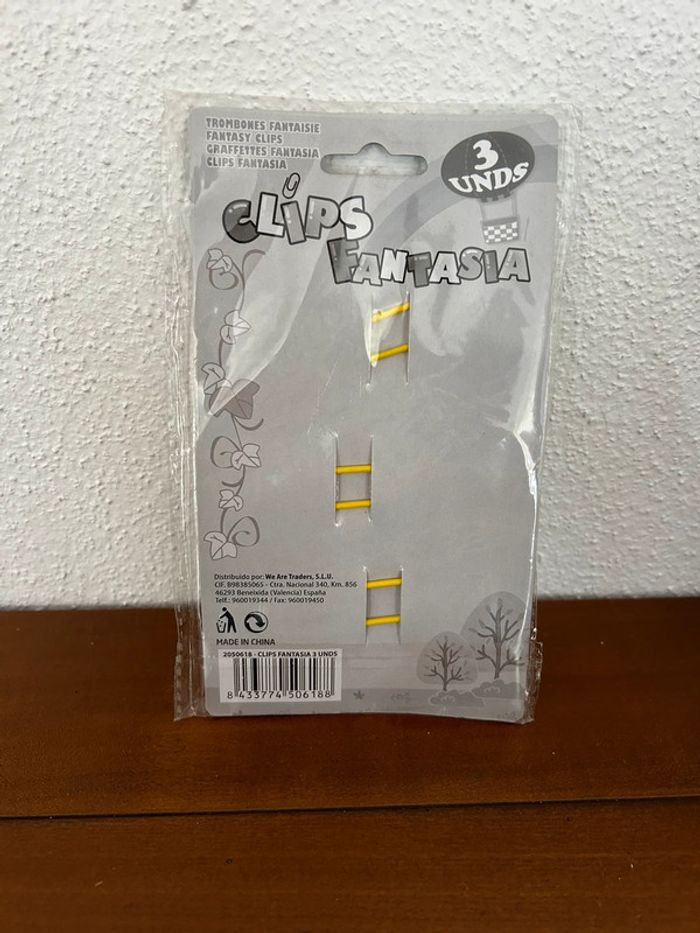 TROMBONES FANTAISIE
FANTASY CLIPS
GRAFFETTES FANTASIA
CLIPS FANTASIA
3
UNDS
CLIPS
FANTASIA
Distribuido por: We Are Traders, S.L.U.
CIF. B98385065 - Ctra. Nacional 340, Km. 856
46293 Beneixida (Valencia) España
Telf.: 960019344 / Fax: 960019450
MADE IN CHINA
2050618 - CLIPS FANTASIA 3 UNDS
8 433774 506188